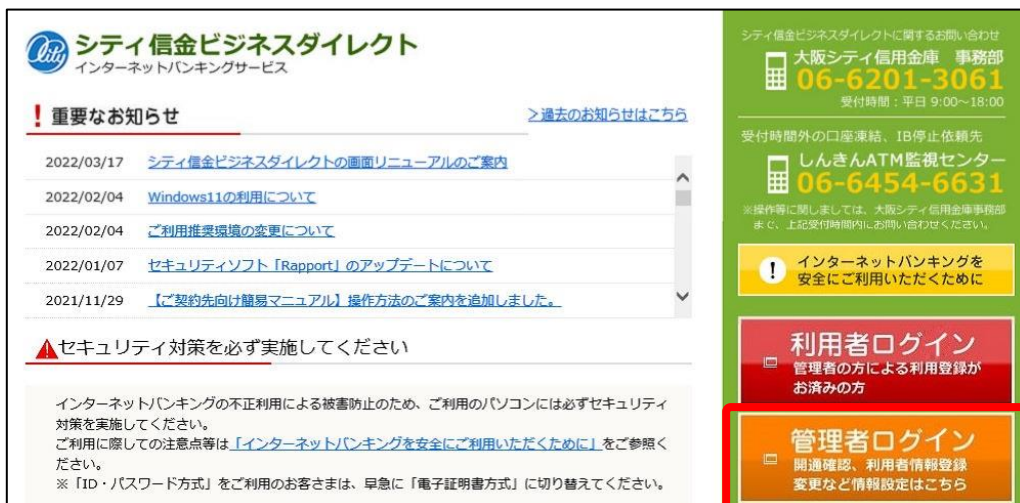 City
シティ信金ビジネスダイレクト
インターネットバンキングサービス
重要なお知らせ
＞過去のお知らせはこちら
2022/03/17 シティ信金ビジネスダイレクトの画面リニューアルのご案内
2022/02/04 Windows11の利用について
2022/02/04 ご利用推奨環境の変更について
2022/01/07 セキュリティソフト「Rapport」のアップデートについて
2021/11/29 【ご契約先向け簡易マニュアル】操作方法のご案内を追加しました。
セキュリティ対策を必ず実施してください
インターネットバンキングの不正利用による被害防止のため、ご利用のパソコンには必ずセキュリティ
対策を実施してください。
ご利用に際しての注意点等は「インターネットバンキングを安全にご利用いただくために」をご参照く
ださい。
※「ID・パスワード方式」をご利用のお客さまは、早急に「電子証明書方式」に切り替えてください。
シティ信金ビジネスダイレクトに関するお問い合わせ
大阪シティ信用金庫 事務部
06-6201-3061
受付時間：平日 9:00～18:00
受付時間外の口座凍結、IB停止依頼先
しんきんATM監視センター
06-6454-6631
※操作等に関しましては、大阪シティ信用金庫事務部
まで、上記受付時間内にお問い合わせください。
インターネットバンキングを
安全にご利用いただくために
利用者ログイン
管理者の方による利用登録が
お済みの方
管理者ログイン
開通確認、利用者情報登録
変更など情報設定はこちら